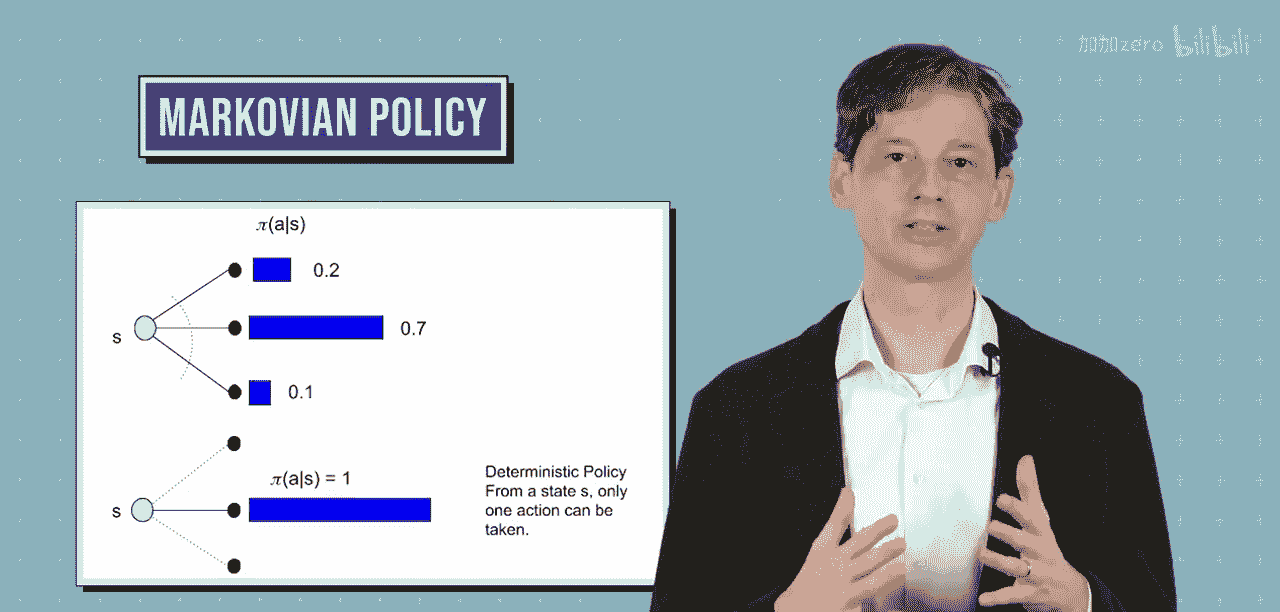 加加zero bilibili
MARKOVIAN POLICY
π(a|s)
0.2
s
0.7
0.1
π(a|s) = 1
s
Deterministic Policy
From a state s, only
one action can be
taken.